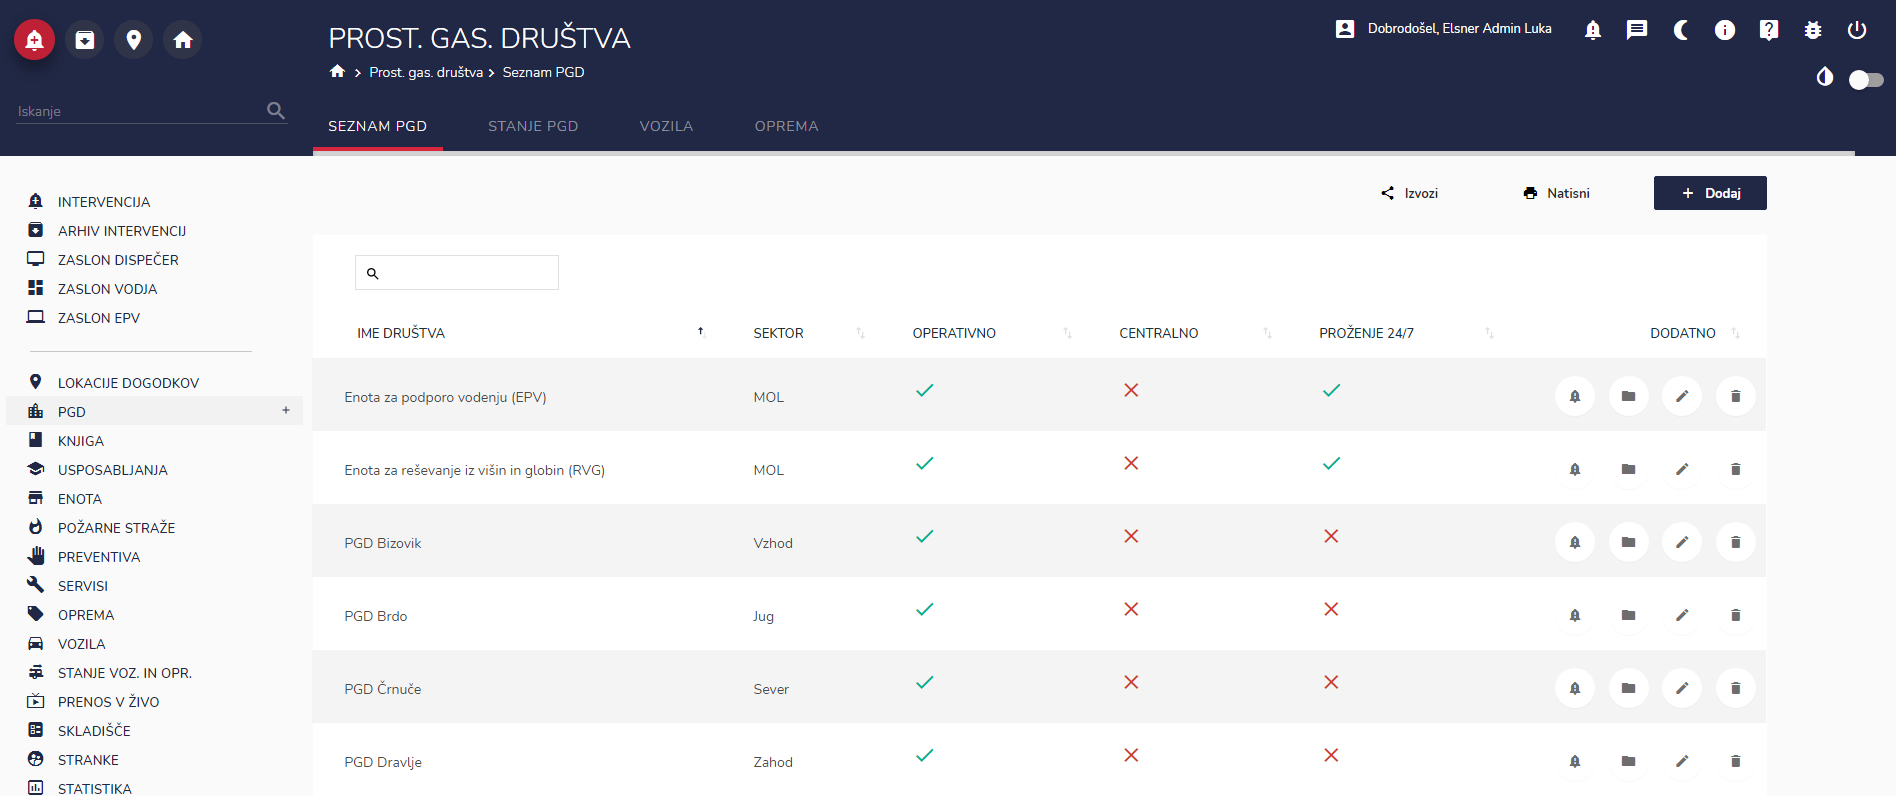 PROST. GAS. DRUŠTVA
Dobrodošel, Elsner Admin Luka
Prost. gas. društva
Seznam PGD
Iskanje
SEZNAM PGD
STANJE PGD
VOZILA
OPREMA
INTERVENCIJA
ARHIV INTERVENCIJ
ZASLON DISPEČER
ZASLON VODJA
ZASLON EPV
LOKACIJE DOGODKOV
PGD
KNJIGA
USPOSABLJANJA
ENOTA
POŽARNE STRAŽE
PREVENTIVA
SERVISI
OPREMA
VOZILA
STANJE VOZ. IN OPR.
PRENOS V ŽIVO
SKLADIŠČE
STRANKE
STATISTIKA
Izvozi
Natisni
+ Dodaj
IME DRUŠTVA SEKTOR OPERATIVNO CENTRALNO PROŽENJE 24/7 DODATNO
Enota za podporo vodenju (EPV) MOL
Enota za reševanje iz višin in globin (RVG) MOL
PGD Bizovik Vzhod
PGD Brdo Jug
PGD Črnuče Sever
PGD Dravlje Zahod